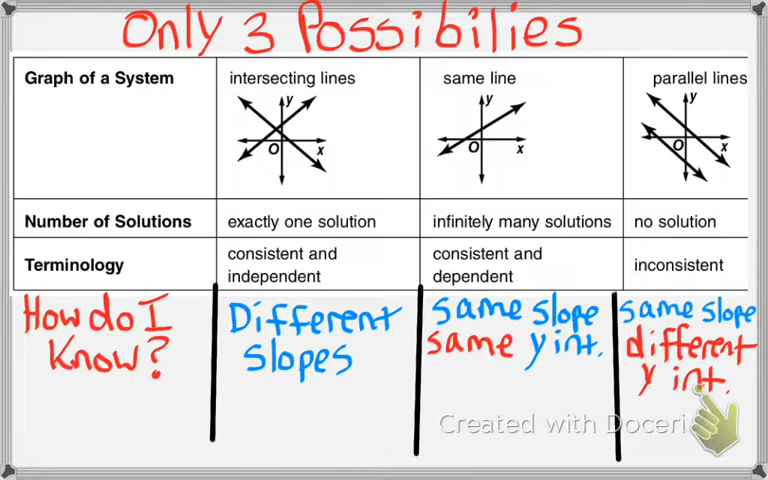 Only 3 Possibilies
Graph of a System
intersecting lines
same line
parallel lines
y
O
x
y
O
x
y
O
x
Number of Solutions
exactly one solution
infinitely many solutions
no solution
Terminology
consistent and
independent
consistent and
dependent
inconsistent
How do I
Know?
Different
slopes
same slope
same y int.
same slope
different
y int.
Created with Doceri